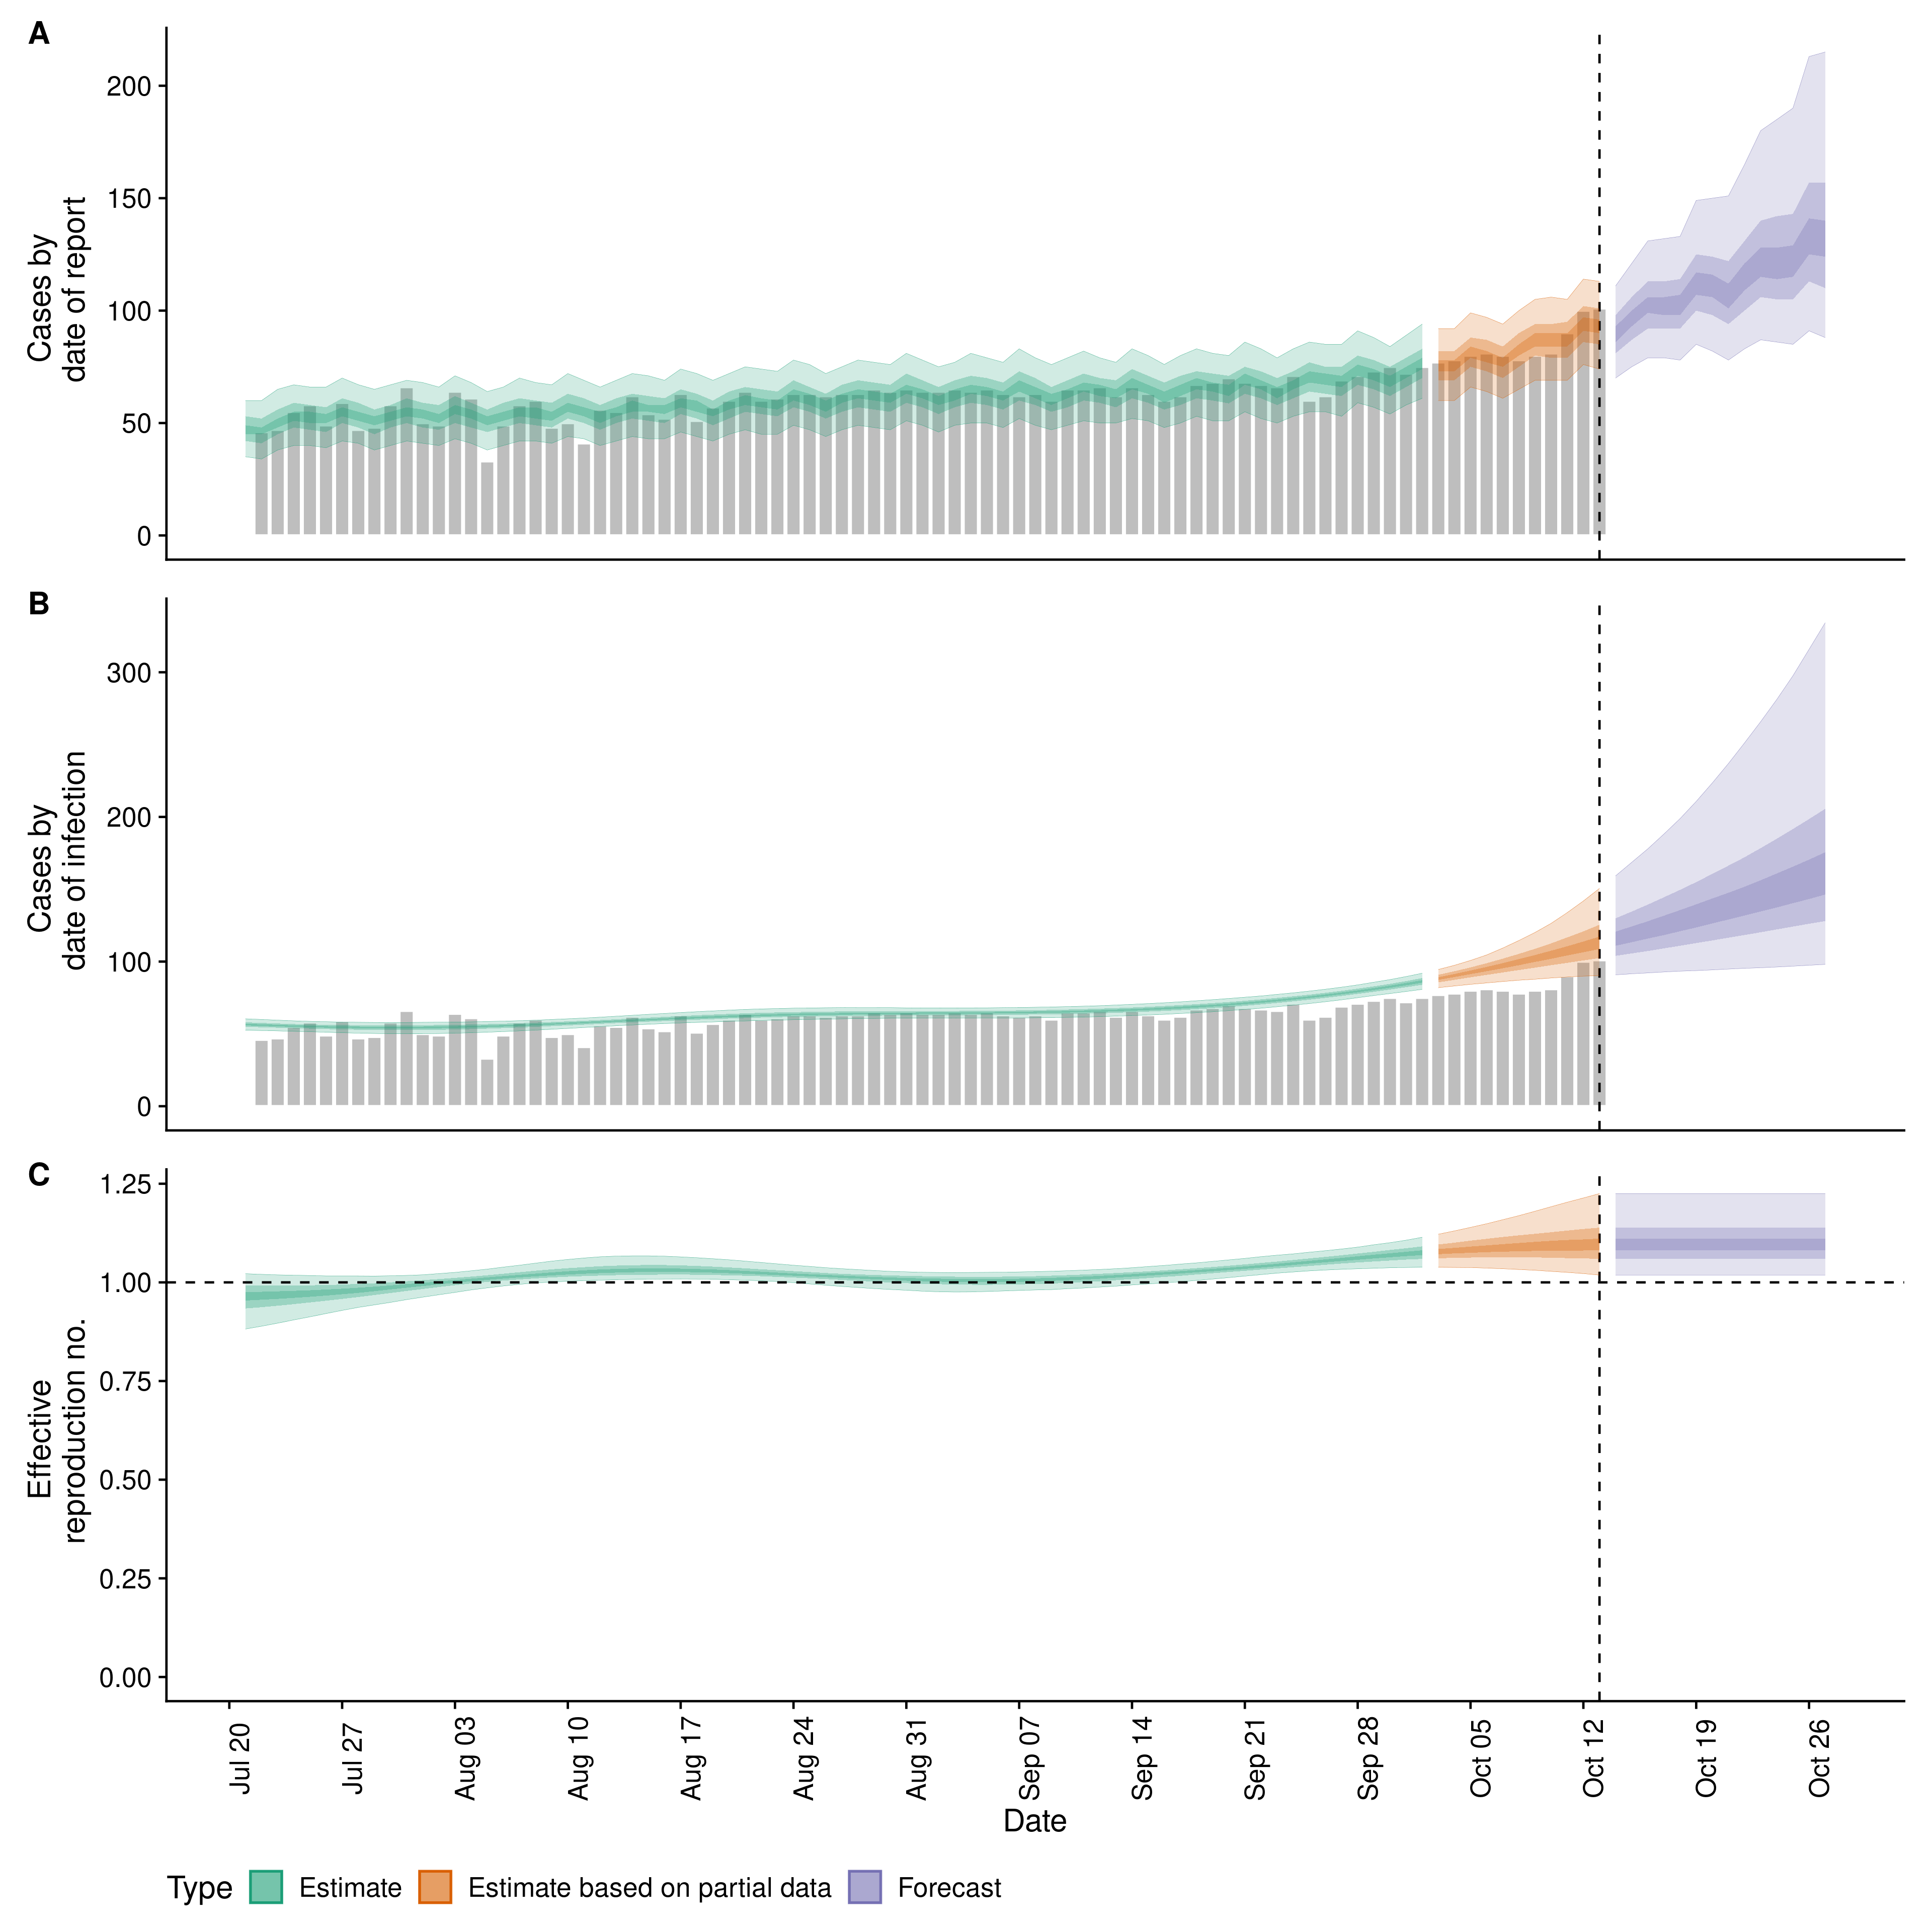 A
Cases by
date of report
200
150
100
50
0
B
Cases by
date of infection
300
200
100
0
C
Effective
reproduction no.
1.25
1.00
0.75
0.50
0.25
0.00
Jul 20
Jul 27
Aug 03
Aug 10
Aug 17
Aug 24
Aug 31
Sep 07
Sep 14
Sep 21
Sep 28
Oct 05
Oct 12
Oct 19
Oct 26
Date
Type Estimate Estimate based on partial data Forecast